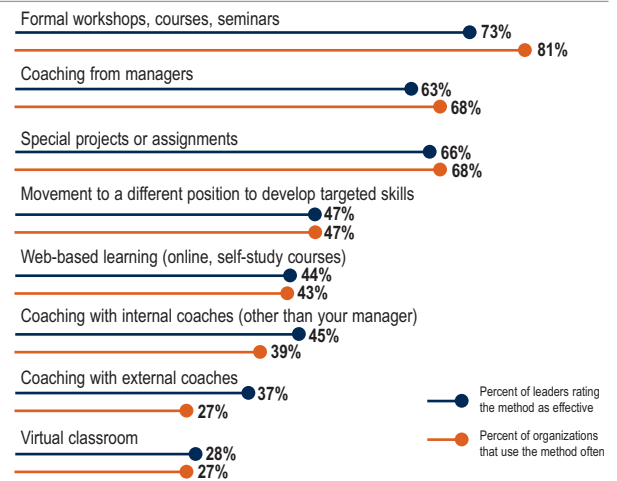 Formal workshops, courses, seminars
73%
81%
Coaching from managers
63%
68%
Special projects or assignments
66%
68%
Movement to a different position to develop targeted skills
47%
47%
Web-based learning (online, self-study courses)
44%
43%
Coaching with internal coaches (other than your manager)
45%
39%
Coaching with external coaches
37%
27%
Virtual classroom
28%
27%
Percent of leaders rating
the method as effective
Percent of organizations
that use the method often